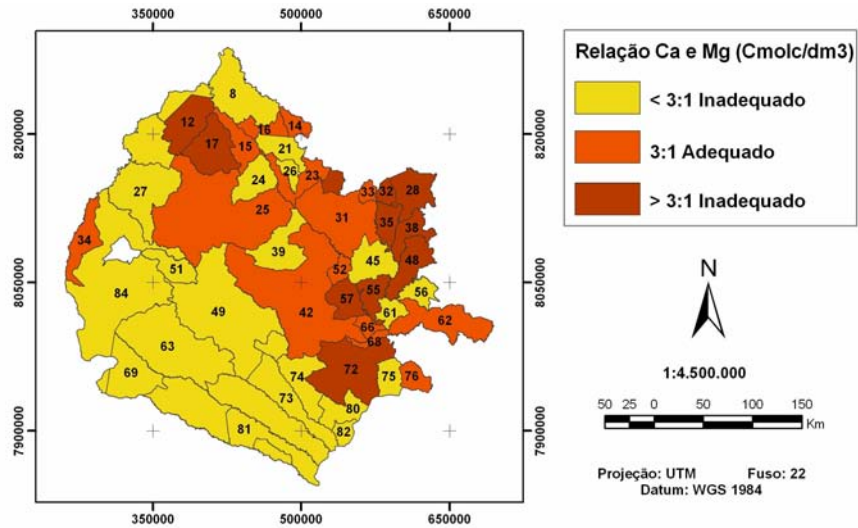 350000 500000 650000
Relação Ca e Mg (Cmolc/dm3)
< 3:1 Inadequado
3:1 Adequado
> 3:1 Inadequado
8200000 8200000
8050000 8050000
7900000 7900000
8
12 16 14
17 15 21
24 26 23
27 33 32 28
25 31
34 35 38
39 45 48
51 52
84 57 55 56
49 42 61 62
66
63 68
69 74 72 75 76
73 80
81 82
350000 500000 650000
N
1:4.500.000
50 25 0 50 100 150
Km
Projeção: UTM Fuso: 22
Datum: WGS 1984